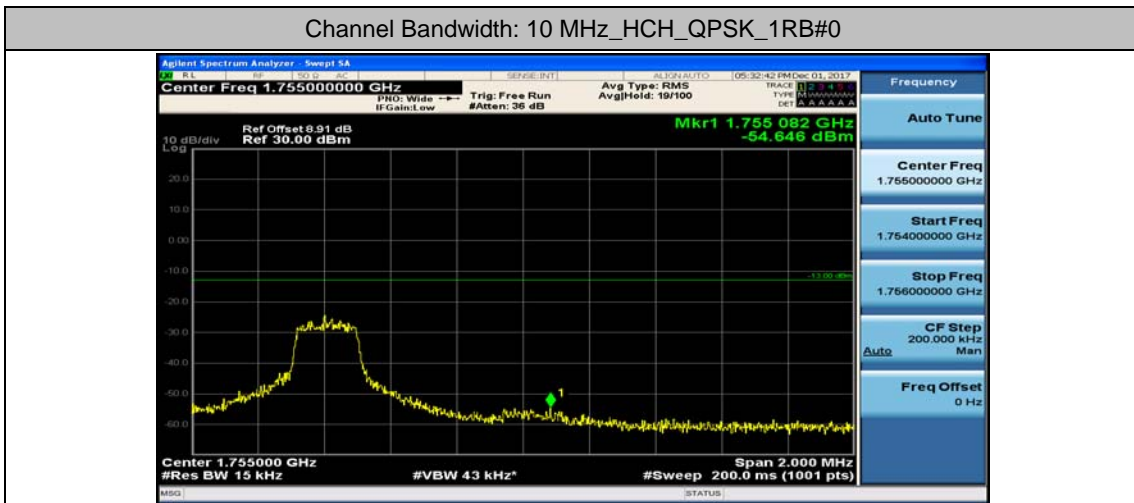 Channel Bandwidth: 10 MHz_HCH_QPSK_1RB#0
Agilent Spectrum Analyzer - Swept SA
RL RF 50 Ω AC SENSE:INT ALIGN AUTO 05:32:42 PM Dec 01, 2017
Center Freq 1.755000000 GHz
PNO: Wide
IFGain:Low
Trig: Free Run
#Atten: 36 dB
Avg Type: RMS
Avg|Hold: 19/100
TRACE 1 2 3 4 5 6
TYPE M
DET A A A A A A
Mkr1 1.755 082 GHz
-54.646 dBm
Ref Offset 8.91 dB
10 dB/div Ref 30.00 dBm
Log
20.0
10.0
0.00
-10.0
-13.00 dBm
-20.0
-30.0
-40.0
-50.0
1
-60.0
Center 1.755000 GHz Span 2.000 MHz
#Res BW 15 kHz #VBW 43 kHz* #Sweep 200.0 ms (1001 pts)
MSG STATUS
Frequency
Auto Tune
Center Freq
1.755000000 GHz
Start Freq
1.754000000 GHz
Stop Freq
1.756000000 GHz
CF Step
200.000 kHz
Auto Man
Freq Offset
0 Hz